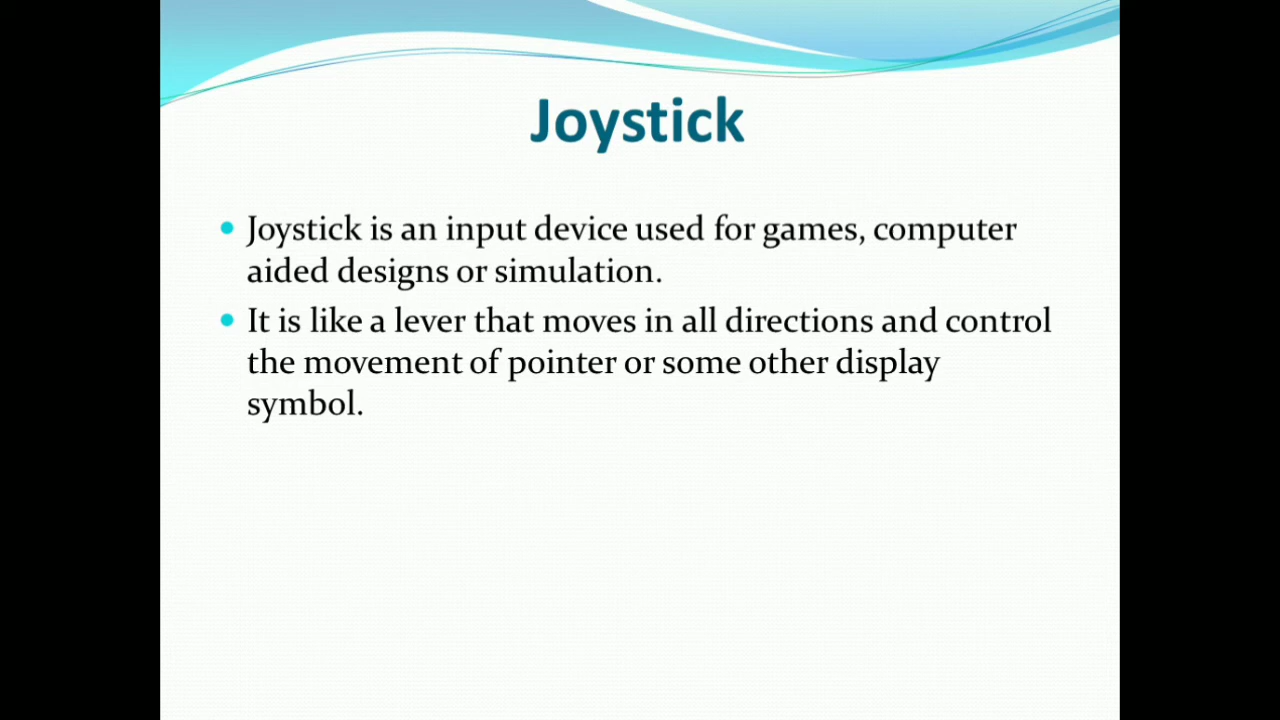 Joystick
Joystick is an input device used for games, computer
aided designs or simulation.
It is like a lever that moves in all directions and control
the movement of pointer or some other display
symbol.